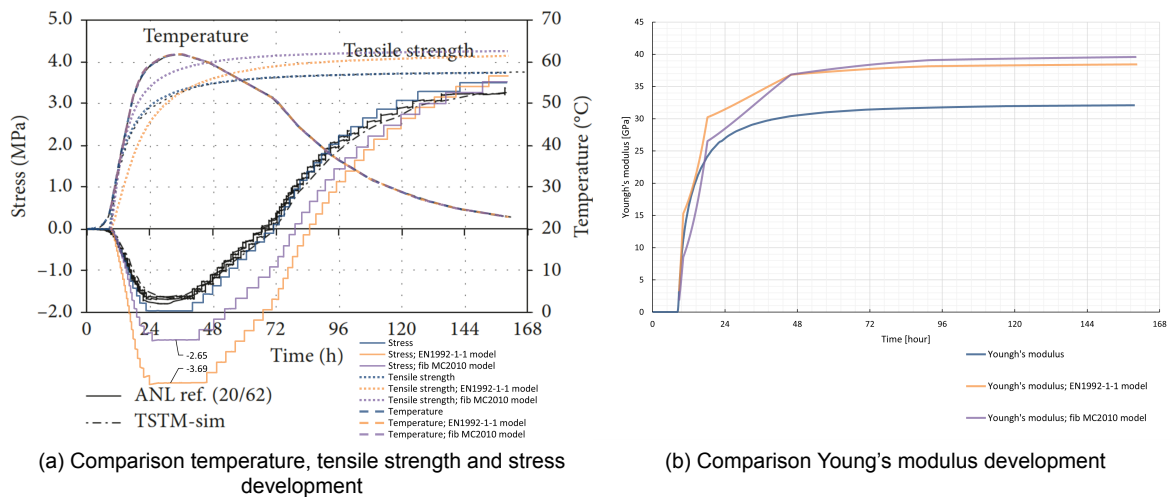 5.0
4.0
3.0
2.0
1.0
0.0
−1.0
−2.0
Stress (MPa)
Temperature
Tensile strength
70
60
50
40
30
20
10
0
Temperature (°C)
0
24
48
72
96
120
144
168
Time (h)
-2.65
-3.69
ANL ref. (20/62)
TSTM-sim
Stress
Stress; EN1992-1-1 model
Stress; fib MC2010 model
Tensile strength
Tensile strength; EN1992-1-1 model
Tensile strength; fib MC2010 model
Temperature
Temperature; EN1992-1-1 model
Temperature; fib MC2010 model
(a) Comparison temperature, tensile strength and stress
development
45
40
35
30
25
20
15
10
5
0
Youngh's modulus [GPa]
0
24
48
72
96
120
144
168
Time [hour]
Youngh's modulus
Youngh's modulus; EN1992-1-1 model
Youngh's modulus; fib MC2010 model
(b) Comparison Young’s modulus development